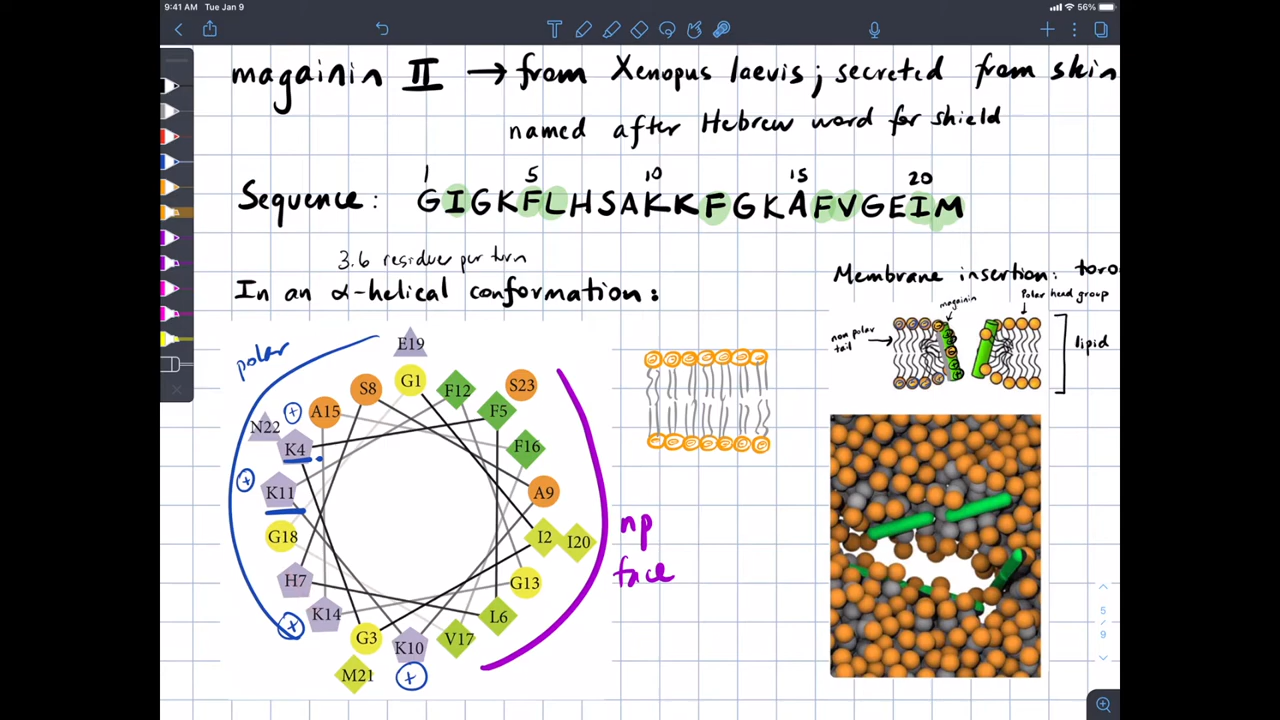 9:41 AM Tue Jan 9
56%
magainin II → from Xenopus laevis; secreted from skin
named after Hebrew word for shield
1 5 10 15 20
Sequence: GIGKFLHSAKKFGKAFVGEIM
3.6 residues per turn
In an α-helical conformation:
Membrane insertion: toro
magainin
Polar head group
non polar
tail
lipid
polar
E19
S8 G1 F12 S23
A15 F5
N22 K4 F16
K11 A9
G18 I2 I20
H7 G13
K14 L6
G3 K10 V17
M21
np
face
+
+
+
+
5
/
9